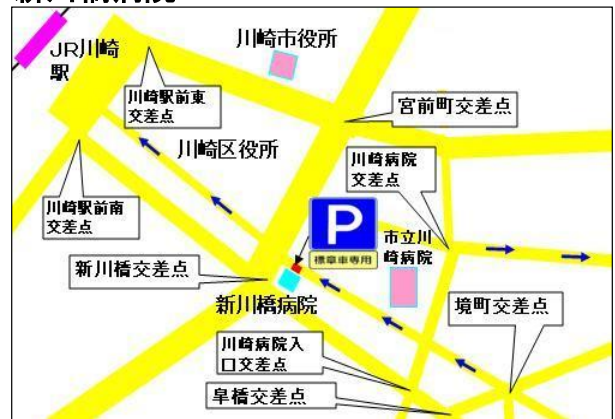 JR川崎
駅
川崎市役所
川崎駅前東
交差点
宮前町交差点
川崎区役所
川崎病院
交差点
川崎駅前南
交差点
P
標章車専用
市立川
崎病院
新川橋交差点
新川橋病院
境町交差点
川崎病院入
口交差点
皐橋交差点